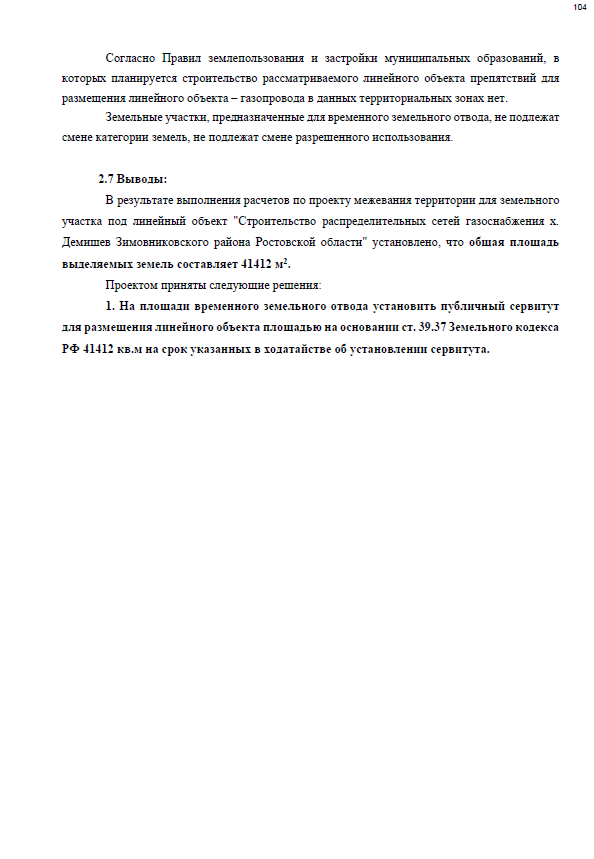 104
Согласно Правил землепользования и застройки муниципальных образований, в
которых планируется строительство рассматриваемого линейного объекта препятствий для
размещения линейного объекта – газопровода в данных территориальных зонах нет.
Земельные участки, предназначенные для временного земельного отвода, не подлежат
смене категории земель, не подлежат смене разрешенного использования.
2.7 Выводы:
В результате выполнения расчетов по проекту межевания территории для земельного
участка под линейный объект "Строительство распределительных сетей газоснабжения х.
Демишев Зимовниковского района Ростовской области" установлено, что общая площадь
выделяемых земель составляет 41412 м².
Проектом приняты следующие решения:
1. На площади временного земельного отвода установить публичный сервитут
для размещения линейного объекта площадью на основании ст. 39.37 Земельного кодекса
РФ 41412 кв.м на срок указанных в ходатайстве об установлении сервитута.